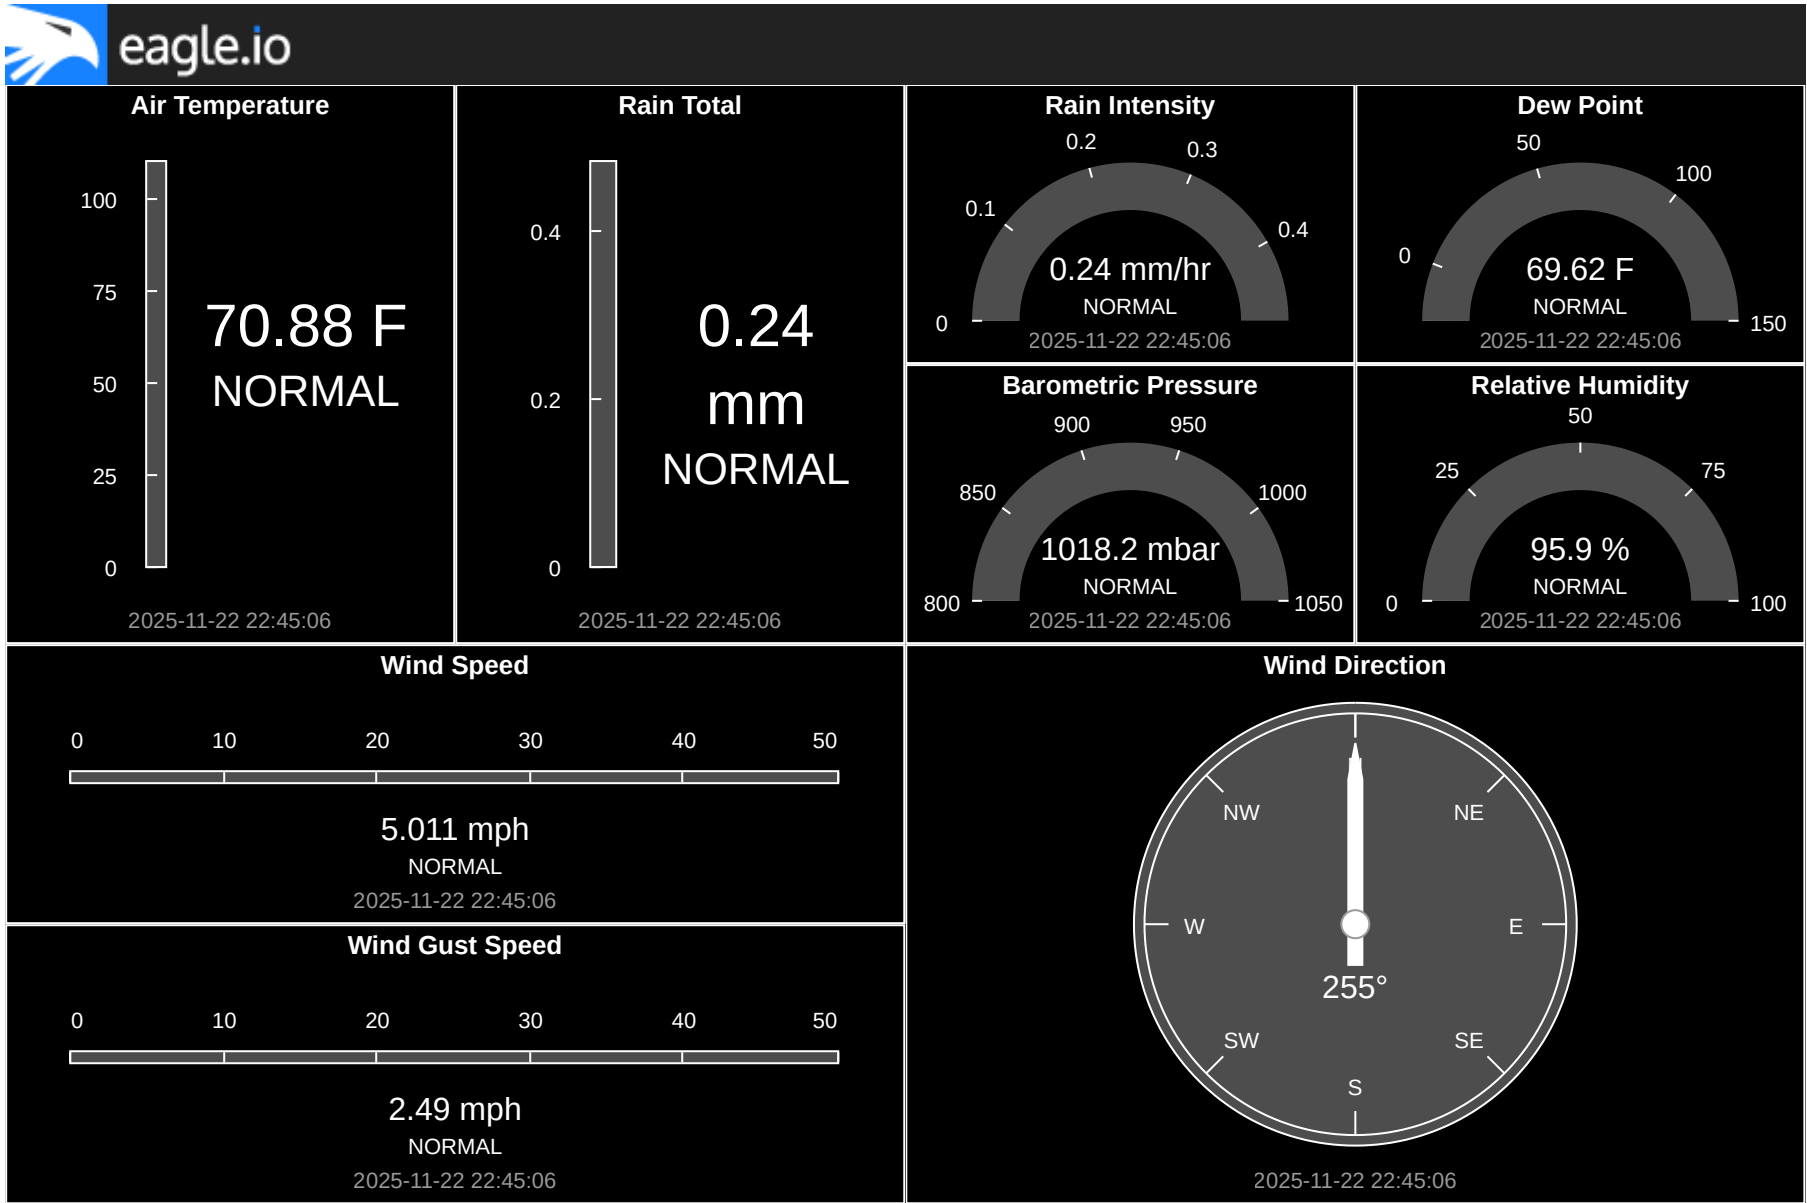 eagle.io
Air Temperature
100
75
50
25
0
70.88 F
NORMAL
2025-11-22 22:45:06
Rain Total
0.4
0.2
0
0.24
mm
NORMAL
2025-11-22 22:45:06
Rain Intensity
0
0.1
0.2
0.3
0.4
0.24 mm/hr
NORMAL
2025-11-22 22:45:06
Dew Point
0
50
100
150
69.62 F
NORMAL
2025-11-22 22:45:06
Barometric Pressure
800
850
900
950
1000
1050
1018.2 mbar
NORMAL
2025-11-22 22:45:06
Relative Humidity
0
25
50
75
100
95.9 %
NORMAL
2025-11-22 22:45:06
Wind Speed
0 10 20 30 40 50
5.011 mph
NORMAL
2025-11-22 22:45:06
Wind Gust Speed
0 10 20 30 40 50
2.49 mph
NORMAL
2025-11-22 22:45:06
Wind Direction
NW NE
W E
255°
SW SE
S
2025-11-22 22:45:06